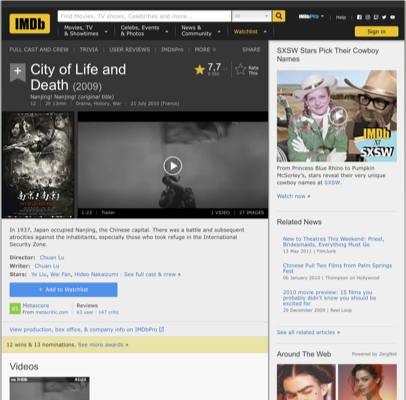 IMDb
Find Movies, TV shows, Celebrities and more...
All
IMDbPro
Help
Movies, TV
& Showtimes
Celebs, Events
& Photos
News &
Community
Watchlist
Sign in
FULL CAST AND CREW | TRIVIA | USER REVIEWS | IMDbPro | MORE
SHARE
City of Life and
Death (2009)
Nanjing! Nanjing! (original title)
12 | 2h 13min | Drama, History, War | 21 July 2010 (France)
7,7
Rate
This
1:23 | Trailer
1 VIDEO | 27 IMAGES
In 1937, Japan occupied Nanjing, the Chinese capital. There was a battle and subsequent
atrocities against the inhabitants, especially those who took refuge in the International
Security Zone.
Director: Chuan Lu
Writer: Chuan Lu
Stars: Ye Liu, Wei Fan, Hideo Nakaizumi | See full cast & crew »
+ Add to Watchlist
Metascore
From metacritic.com
Reviews
63 user | 147 critic
View production, box office, & company info on IMDbPro
12 wins & 13 nominations. See more awards »
Videos
SXSW Stars Pick Their Cowboy
Names
IMDb
AT
SXSW
From Princess Blue Rhino to Pumpkin
McSorley's, stars reveal their very unique
cowboy names at SXSW.
Watch now »
Related News
New to Theatres This Weekend: Priest,
Bridesmaids, Everything Must Go
13 May 2011 | FilmJunk
Chinese Pull Two Films from Palm Springs
Fest
06 January 2010 | Thompson on Hollywood
2010 movie preview: 15 films you
probably didn't know you should be
excited for
29 December 2009 | Reel Loop
See all related articles »
Around The Web
Powered by ZergNet